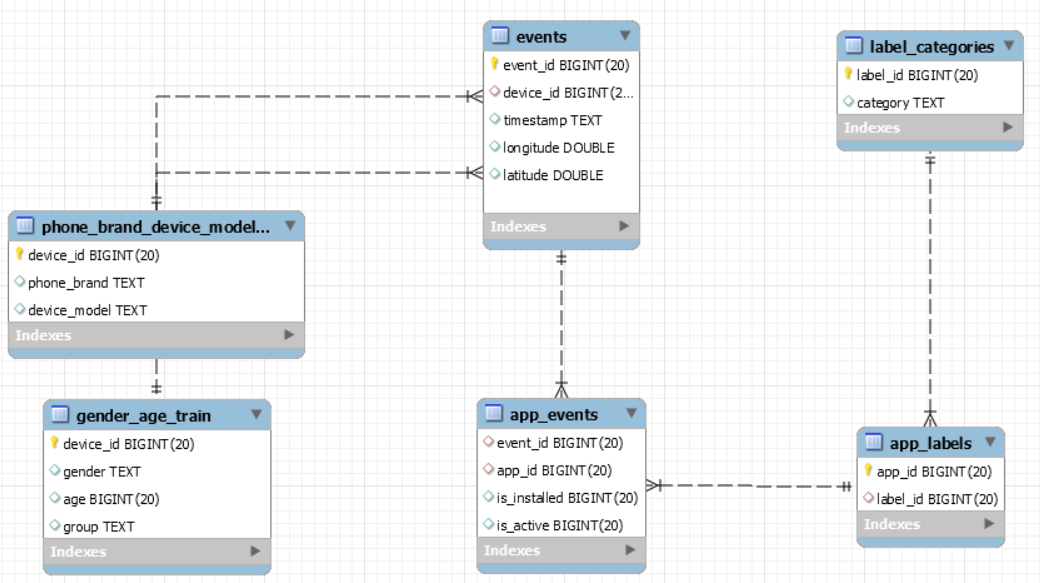 events
event_id BIGINT(20)
device_id BIGINT(2...
timestamp TEXT
longitude DOUBLE
latitude DOUBLE
Indexes
label_categories
label_id BIGINT(20)
category TEXT
Indexes
phone_brand_device_model...
device_id BIGINT(20)
phone_brand TEXT
device_model TEXT
Indexes
gender_age_train
device_id BIGINT(20)
gender TEXT
age BIGINT(20)
group TEXT
Indexes
app_events
event_id BIGINT(20)
app_id BIGINT(20)
is_installed BIGINT(20)
is_active BIGINT(20)
Indexes
app_labels
app_id BIGINT(20)
label_id BIGINT(20)
Indexes